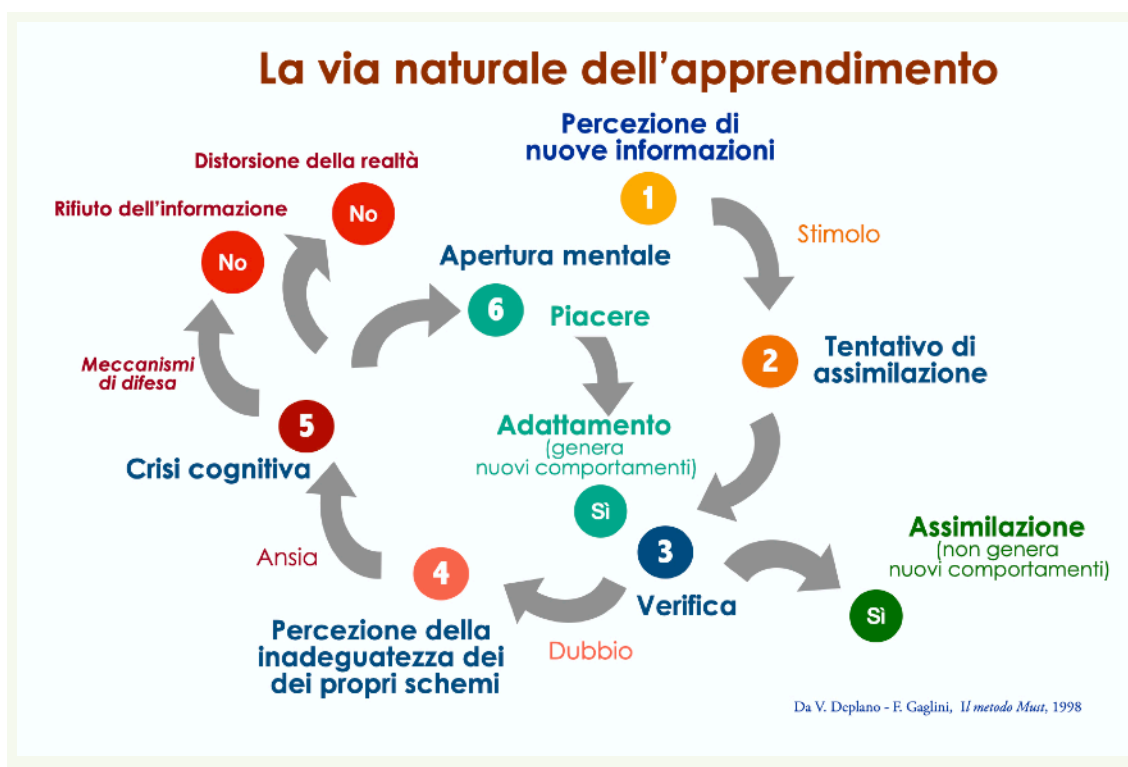 La via naturale dell'apprendimento
Percezione di
nuove informazioni
1
Stimolo
2
Tentativo di
assimilazione
3
Verifica
Assimilazione
(non genera
nuovi comportamenti)
Sì
Dubbio
4
Percezione della
inadeguatezza dei
dei propri schemi
Ansia
5
Crisi cognitiva
Meccanismi
di difesa
Rifiuto dell'informazione
No
Distorsione della realtà
No
Apertura mentale
6
Piacere
Adattamento
(genera
nuovi comportamenti)
Sì
Da V. Deplano - F. Gaglini, Il metodo Must, 1998